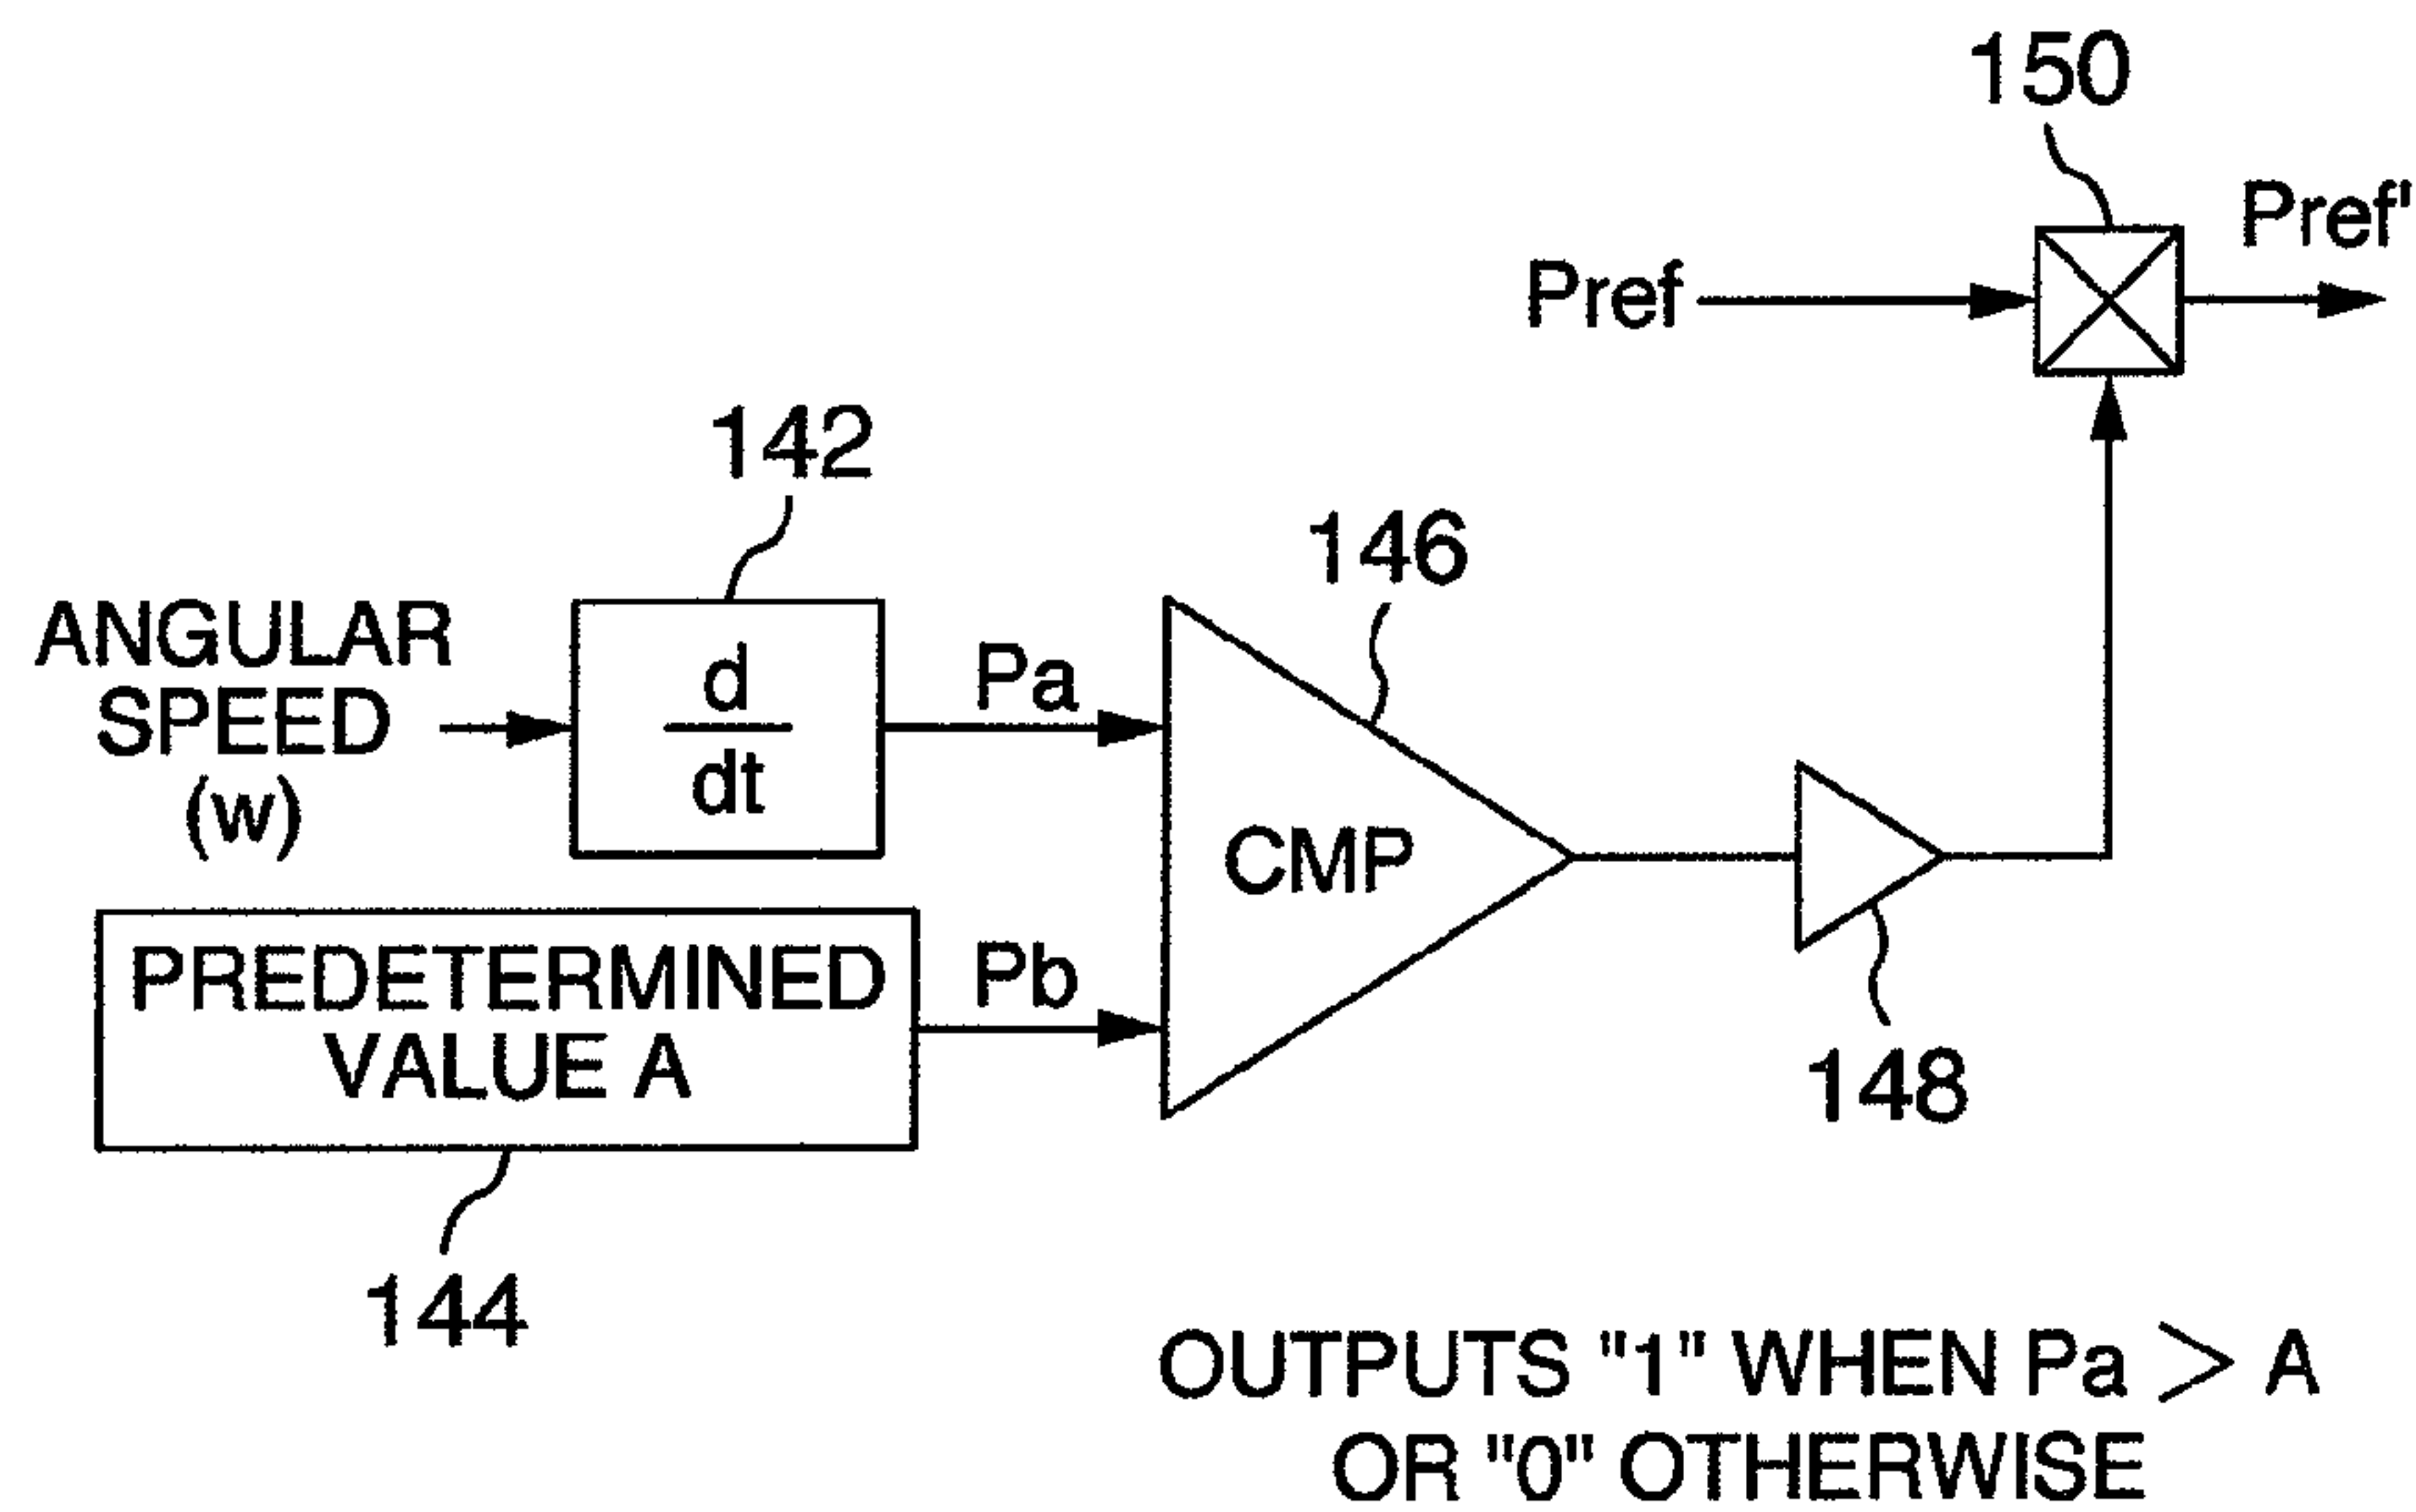 150
Pref'
Pref
142
146
ANGULAR
SPEED
(w)
d
dt
Pa
CMP
PREDETERMINED
VALUE A
Pb
148
144
OUTPUTS "1" WHEN Pa > A
OR "0" OTHERWISE